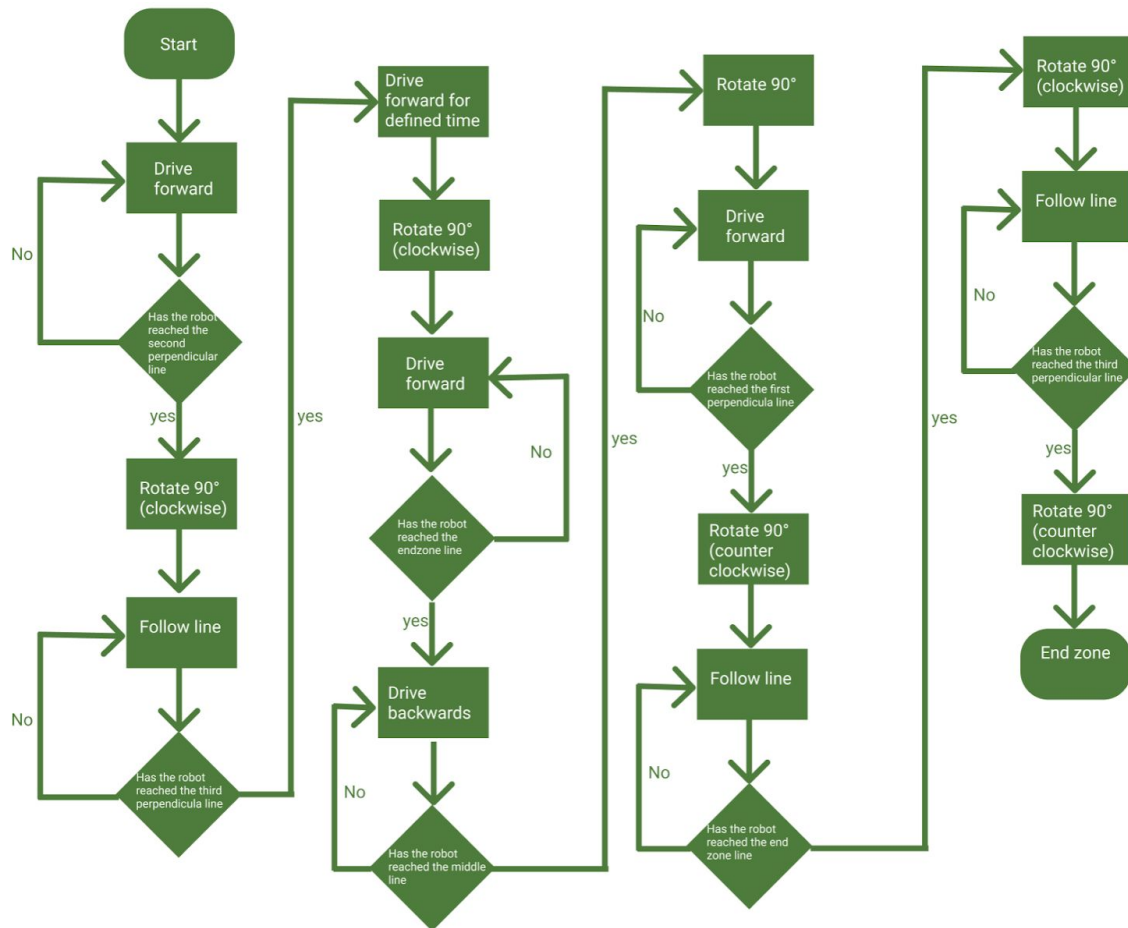 Start
Drive
forward
No
Has the robot
reached the
second
perpendicular
line
yes
Rotate 90°
(clockwise)
Follow line
No
Has the robot
reached the third
perpendicula line
yes
Drive
forward for
defined time
Rotate 90°
(clockwise)
Drive
forward
No
Has the robot
reached the
endzone line
yes
Drive
backwards
No
Has the robot
reached the middle
line
yes
Rotate 90°
Drive
forward
No
Has the robot
reached the first
perpendicula line
yes
Rotate 90°
(counter
clockwise)
Follow line
No
Has the robot
reached the end
zone line
yes
Rotate 90°
(clockwise)
Follow line
No
Has the robot
reached the third
perpendicular line
yes
Rotate 90°
(counter
clockwise)
End zone